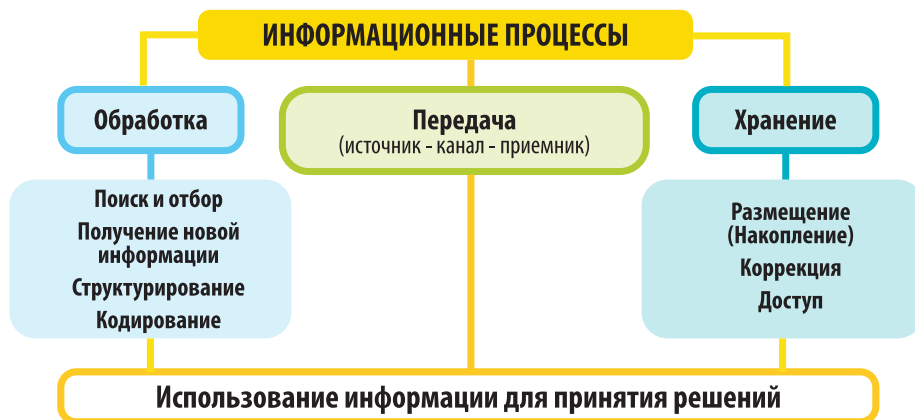 ИНФОРМАЦИОННЫЕ ПРОЦЕССЫ
Обработка
Поиск и отбор
Получение новой
информации
Структурирование
Кодирование
Передача
(источник - канал - приемник)
Хранение
Размещение
(Накопление)
Коррекция
Доступ
Использование информации для принятия решений